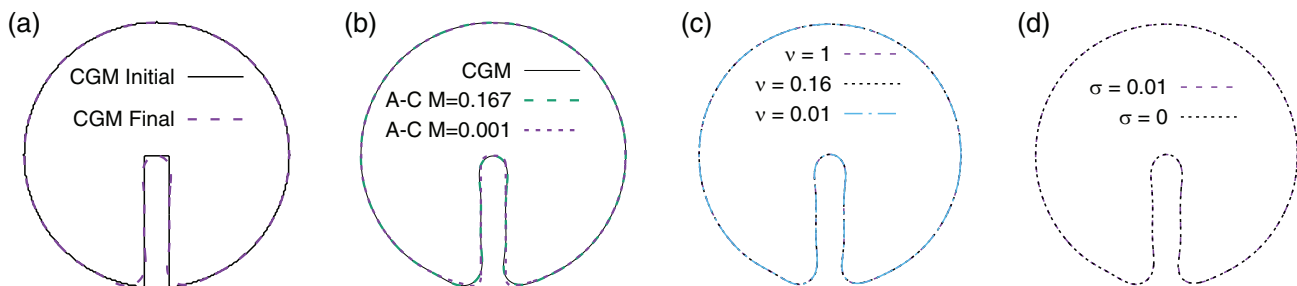 (a)
CGM Initial
CGM Final
(b)
CGM
A-C M=0.167
A-C M=0.001
(c)
ν = 1
ν = 0.16
ν = 0.01
(d)
σ = 0.01
σ = 0